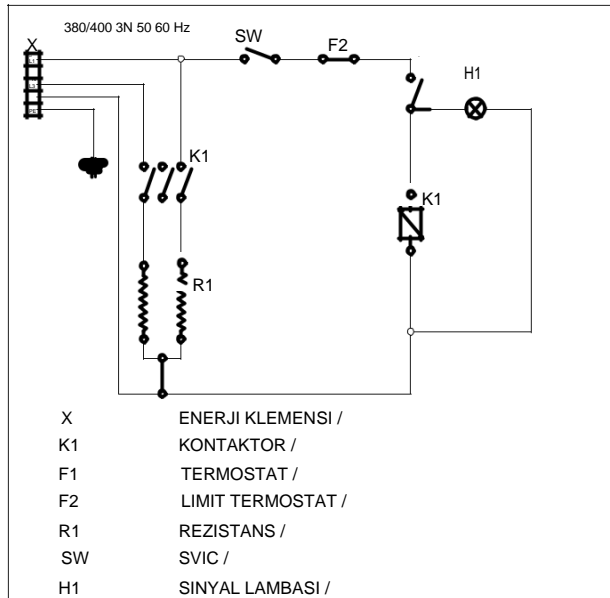 380/400 3N 50 60 Hz
X
SW
F2
H1
K1
K1
R1
X ENERJI KLEMENSI /
K1 KONTAKTOR /
F1 TERMOSTAT /
F2 LIMIT TERMOSTAT /
R1 REZISTANS /
SW SVIC /
H1 SINYAL LAMBASI /